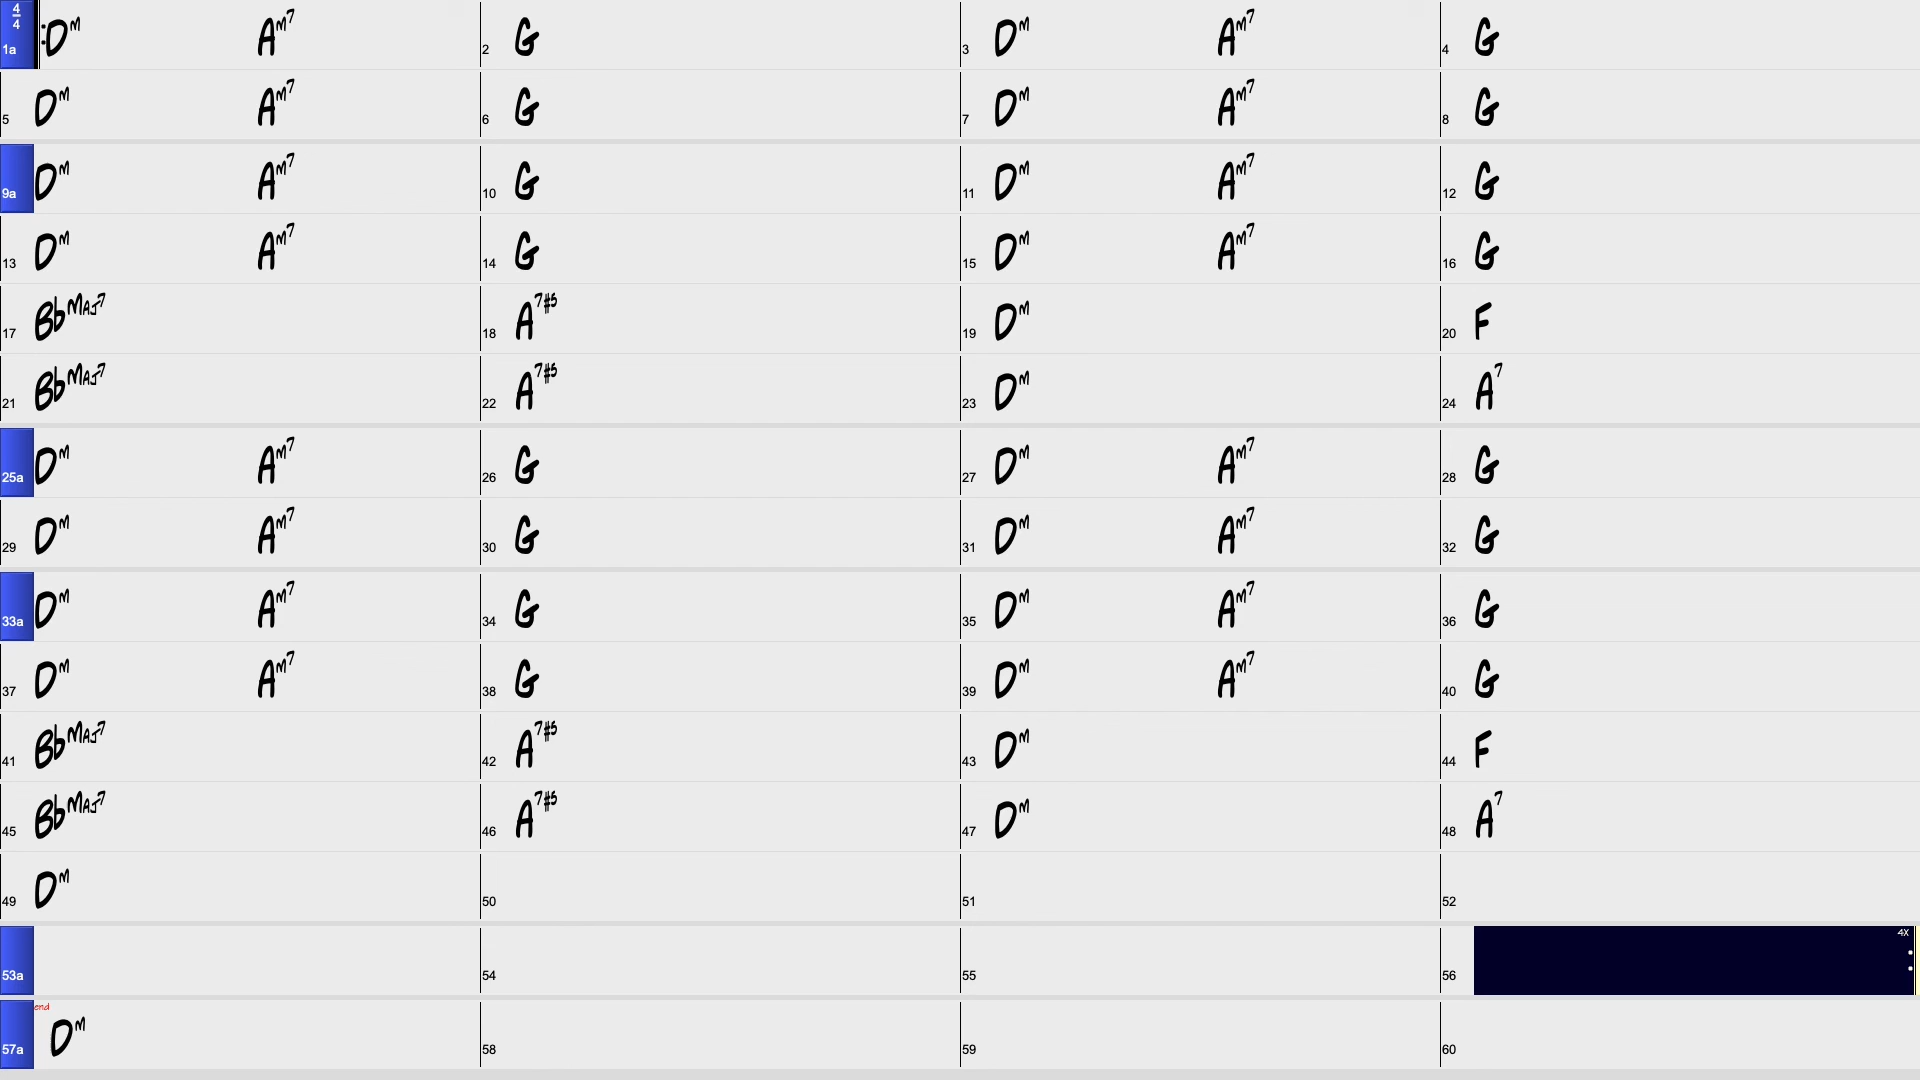 4/4 1a Dm Am7 2 G 3 Dm Am7 4 G
5 Dm Am7 6 G 7 Dm Am7 8 G
9a Dm Am7 10 G 11 Dm Am7 12 G
13 Dm Am7 14 G 15 Dm Am7 16 G
17 BbMaj7 18 A7#5 19 Dm 20 F
21 BbMaj7 22 A7#5 23 Dm 24 A7
25a Dm Am7 26 G 27 Dm Am7 28 G
29 Dm Am7 30 G 31 Dm Am7 32 G
33a Dm Am7 34 G 35 Dm Am7 36 G
37 Dm Am7 38 G 39 Dm Am7 40 G
41 BbMaj7 42 A7#5 43 Dm 44 F
45 BbMaj7 46 A7#5 47 Dm 48 A7
49 Dm 50 51 52
53a 54 55 56 4x
end
57a Dm 58 59 60